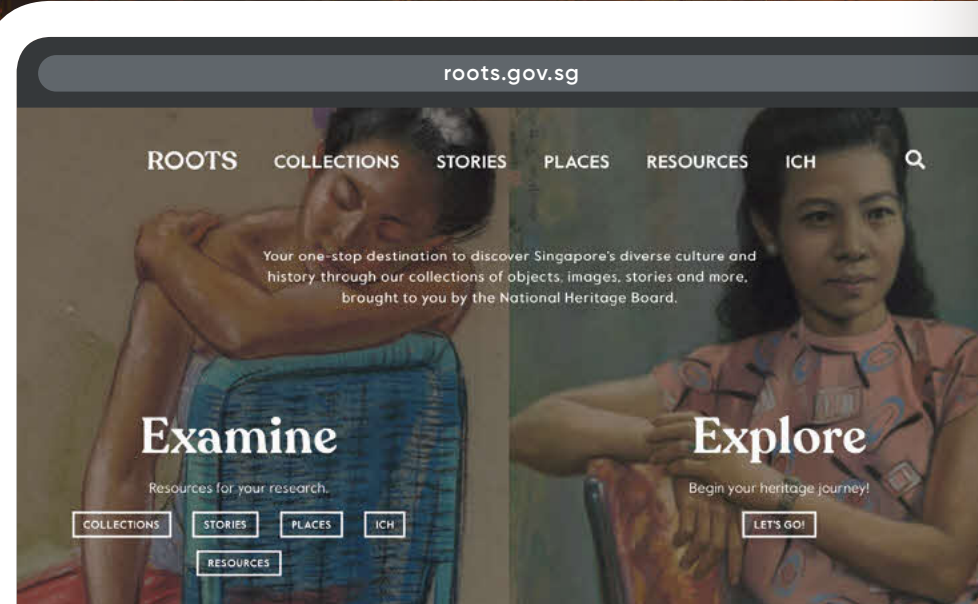 roots.gov.sg
ROOTS COLLECTIONS STORIES PLACES RESOURCES ICH
Your one-stop destination to discover Singapore's diverse culture and
history through our collections of objects, images, stories and more,
brought to you by the National Heritage Board.
Examine
Resources for your research.
COLLECTIONS STORIES PLACES ICH
RESOURCES
Explore
Begin your heritage journey!
LET'S GO!